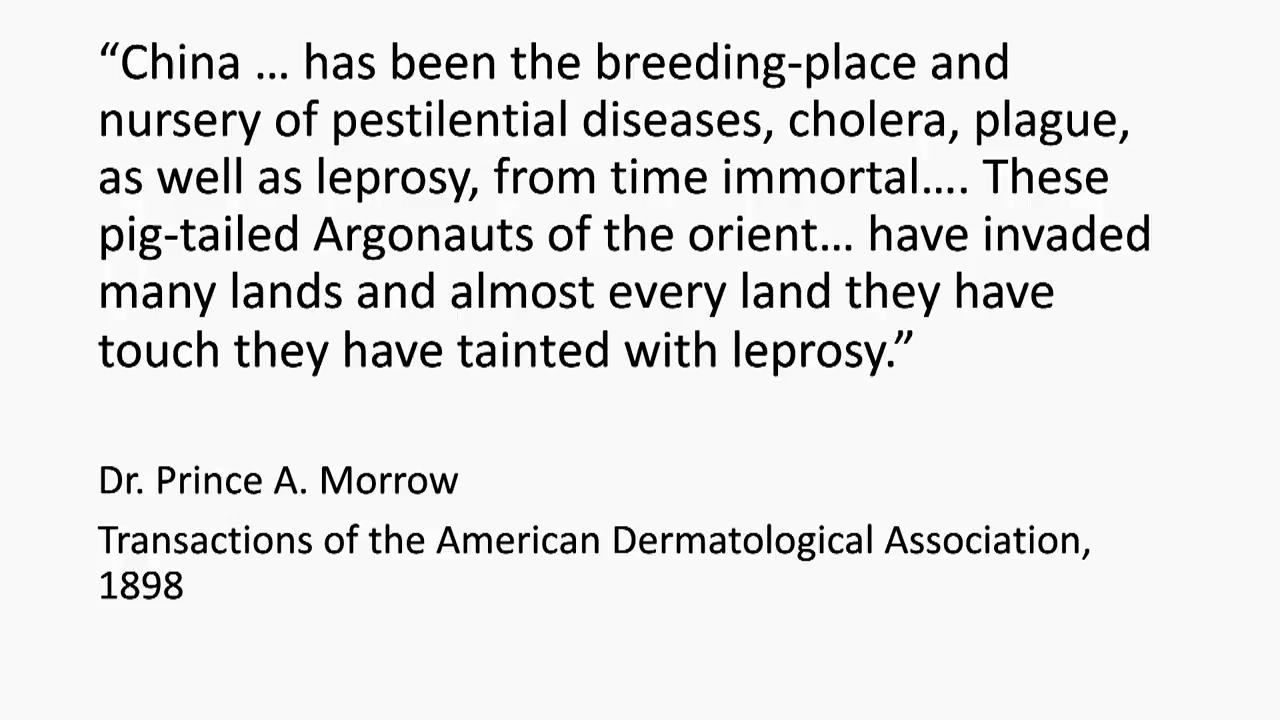 “China … has been the breeding-place and
nursery of pestilential diseases, cholera, plague,
as well as leprosy, from time immortal…. These
pig-tailed Argonauts of the orient… have invaded
many lands and almost every land they have
touch they have tainted with leprosy.”
Dr. Prince A. Morrow
Transactions of the American Dermatological Association,
1898